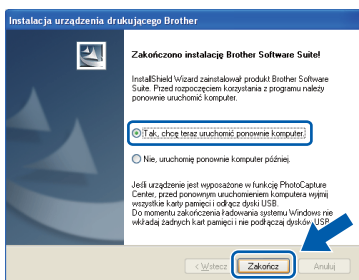 Instalacja urządzenia drukującego Brother
Zakończono instalację Brother Software Suite!
InstallShield Wizard zainstalował produkt Brother Software
Suite. Przed rozpoczęciem korzystania z programu należy
ponownie uruchomić komputer.
Tak, chcę teraz uruchomić ponownie komputer.
Nie, uruchomię ponownie komputer później.
Jeśli urządzenie jest wyposażone w funkcję PhotoCapture
Center, przed ponownym uruchomieniem komputera wyjmij
wszystkie karty pamięci i odłącz dyski USB.
Do momentu zakończenia ładowania systemu Windows nie
wkładaj żadnych kart pamięci i nie podłączaj dysków USB.
< Wstecz Zakończ Anuluj